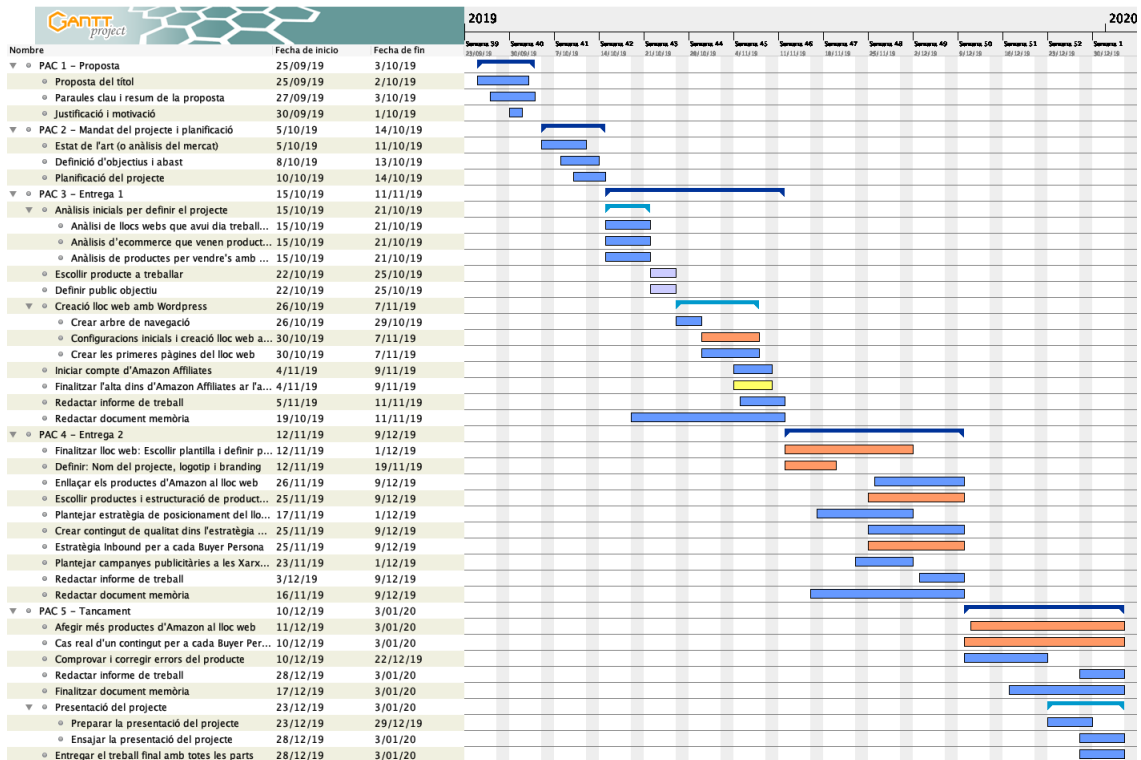 GANTT project
2019
2020
Nombre Fecha de inicio Fecha de fin
Semana 39 Semana 40 Semana 41 Semana 42 Semana 43 Semana 44 Semana 45 Semana 46 Semana 47 Semana 48 Semana 49 Semana 50 Semana 51 Semana 52 Semana 1
PAC 1 - Proposta 25/09/19 3/10/19
Proposta del títol 25/09/19 2/10/19
Paraules clau i resum de la proposta 27/09/19 3/10/19
Justificació i motivació 30/09/19 1/10/19
PAC 2 - Mandat del projecte i planificació 5/10/19 14/10/19
Estat de l'art (o anàlisis del mercat) 5/10/19 11/10/19
Definició d'objectius i abast 8/10/19 13/10/19
Planificació del projecte 10/10/19 14/10/19
PAC 3 - Entrega 1 15/10/19 11/11/19
Anàlisis inicials per definir el projecte 15/10/19 21/10/19
Anàlisi de llocs webs que avui dia treball... 15/10/19 21/10/19
Anàlisis d'ecommerce que venen product... 15/10/19 21/10/19
Anàlisis de productes per vendre's amb ... 15/10/19 21/10/19
Escollir producte a treballar 22/10/19 25/10/19
Definir public objectiu 22/10/19 25/10/19
Creació lloc web amb Wordpress 26/10/19 7/11/19
Crear arbre de navegació 26/10/19 29/10/19
Configuracions inicials i creació lloc web a... 30/10/19 7/11/19
Crear les primeres pàgines del lloc web 30/10/19 7/11/19
Iniciar compte d'Amazon Affiliates 4/11/19 9/11/19
Finalitzar l'alta dins d'Amazon Affiliates ar l'a... 4/11/19 9/11/19
Redactar informe de treball 5/11/19 11/11/19
Redactar document memòria 19/10/19 11/11/19
PAC 4 - Entrega 2 12/11/19 9/12/19
Finalitzar lloc web: Escollir plantilla i definir p... 12/11/19 1/12/19
Definir: Nom del projecte, logotip i branding 12/11/19 19/11/19
Enllaçar els productes d'Amazon al lloc web 26/11/19 9/12/19
Escollir productes i estructuració de product... 25/11/19 9/12/19
Plantejar estratègia de posicionament del llo... 17/11/19 1/12/19
Crear contingut de qualitat dins l'estratègia ... 25/11/19 9/12/19
Estratègia Inbound per a cada Buyer Persona 25/11/19 9/12/19
Plantejar campanyes publicitàries a les Xarx... 23/11/19 1/12/19
Redactar informe de treball 3/12/19 9/12/19
Redactar document memòria 16/11/19 9/12/19
PAC 5 - Tancament 10/12/19 3/01/20
Afegir més productes d'Amazon al lloc web 11/12/19 3/01/20
Cas real d'un contingut per a cada Buyer Per... 10/12/19 3/01/20
Comprovar i corregir errors del producte 10/12/19 22/12/19
Redactar informe de treball 28/12/19 3/01/20
Finalitzar document memòria 17/12/19 3/01/20
Presentació del projecte 23/12/19 3/01/20
Preparar la presentació del projecte 23/12/19 29/12/19
Ensajar la presentació del projecte 28/12/19 3/01/20
Entregar el treball final amb totes les parts 28/12/19 3/01/20